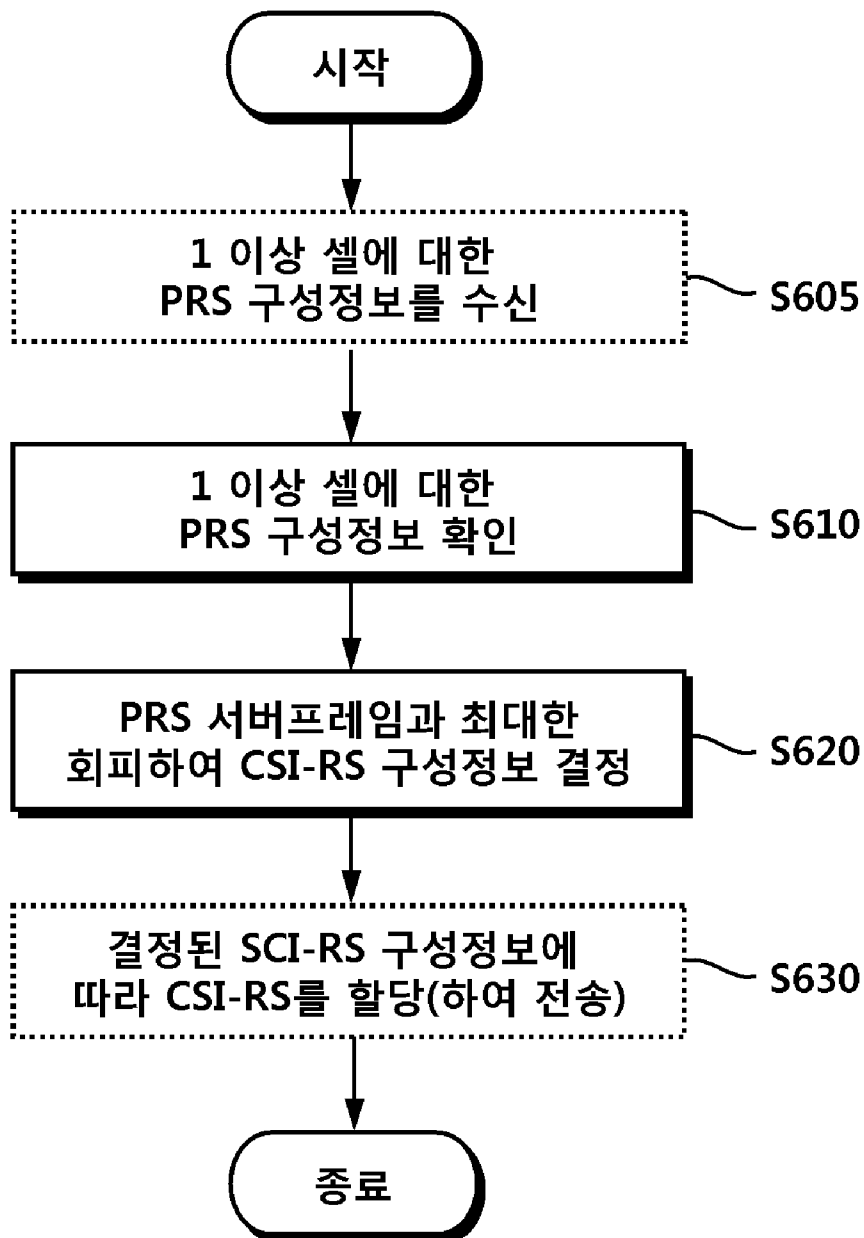 시작
1 이상 셀에 대한
PRS 구성정보를 수신
S605
1 이상 셀에 대한
PRS 구성정보 확인
S610
PRS 서버프레임과 최대한
회피하여 CSI-RS 구성정보 결정
S620
결정된 SCI-RS 구성정보에
따라 CSI-RS를 할당(하여 전송)
S630
종료